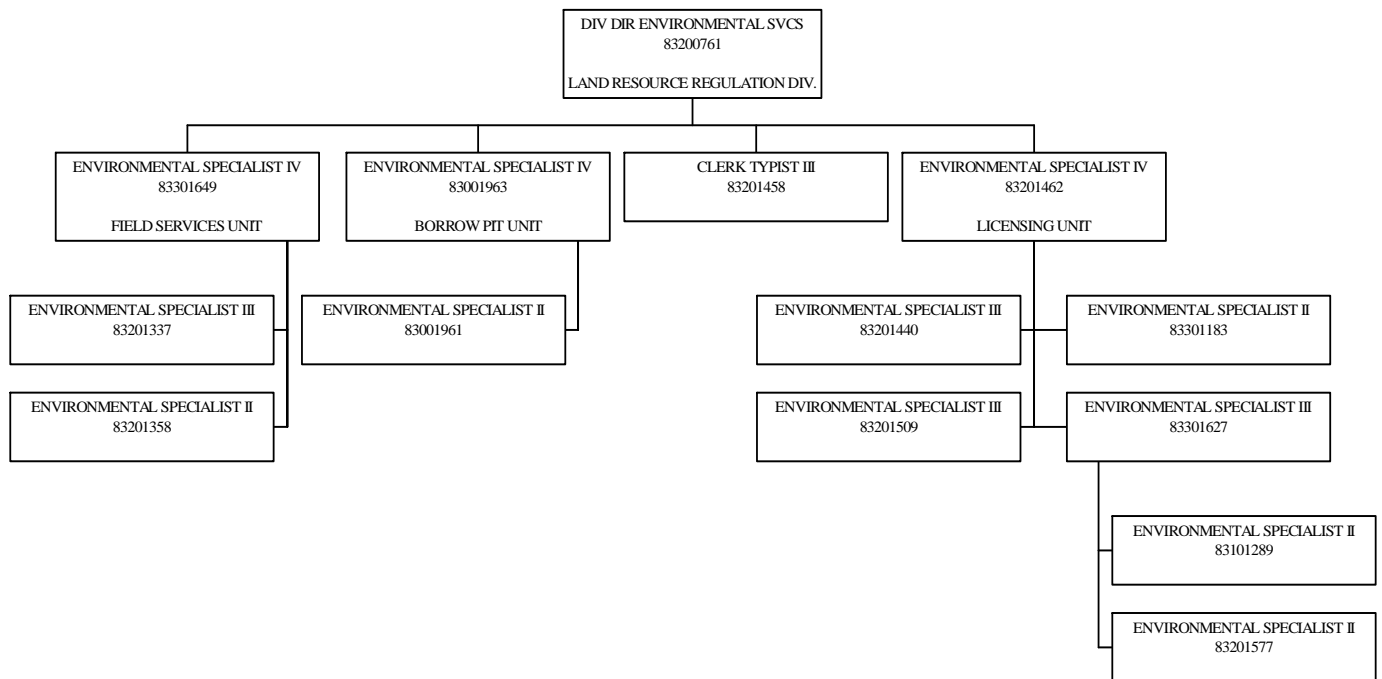 DIV DIR ENVIRONMENTAL SVCS
83200761
LAND RESOURCE REGULATION DIV.
ENVIRONMENTAL SPECIALIST IV
83301649
FIELD SERVICES UNIT
ENVIRONMENTAL SPECIALIST IV
83001963
BORROW PIT UNIT
CLERK TYPIST III
83201458
ENVIRONMENTAL SPECIALIST IV
83201462
LICENSING UNIT
ENVIRONMENTAL SPECIALIST III
83201337
ENVIRONMENTAL SPECIALIST II
83001961
ENVIRONMENTAL SPECIALIST III
83201440
ENVIRONMENTAL SPECIALIST II
83301183
ENVIRONMENTAL SPECIALIST II
83201358
ENVIRONMENTAL SPECIALIST III
83201509
ENVIRONMENTAL SPECIALIST III
83301627
ENVIRONMENTAL SPECIALIST II
83101289
ENVIRONMENTAL SPECIALIST II
83201577